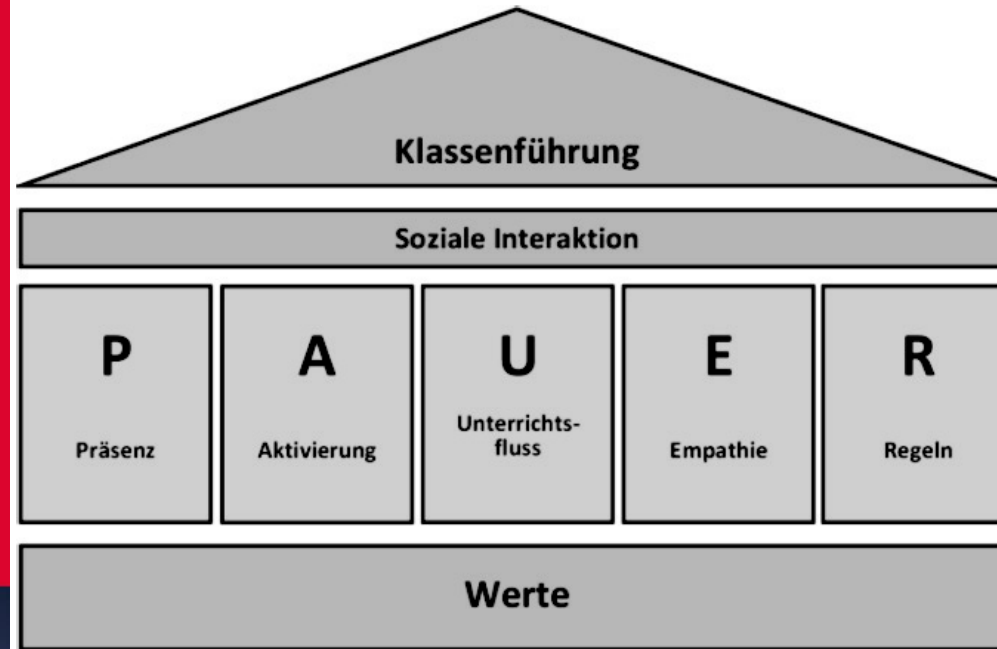 Klassenführung
Soziale Interaktion
P
Präsenz
A
Aktivierung
U
Unterrichts-
fluss
E
Empathie
R
Regeln
Werte